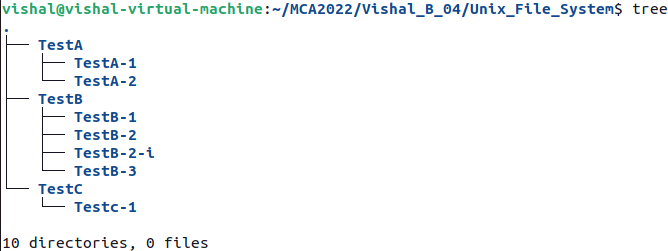 vishal@vishal-virtual-machine:~/MCA2022/Vishal_B_04/Unix_File_System$ tree
.
├── TestA
│   ├── TestA-1
│   └── TestA-2
├── TestB
│   ├── TestB-1
│   ├── TestB-2
│   ├── TestB-2-i
│   └── TestB-3
└── TestC
    └── Testc-1
10 directories, 0 files